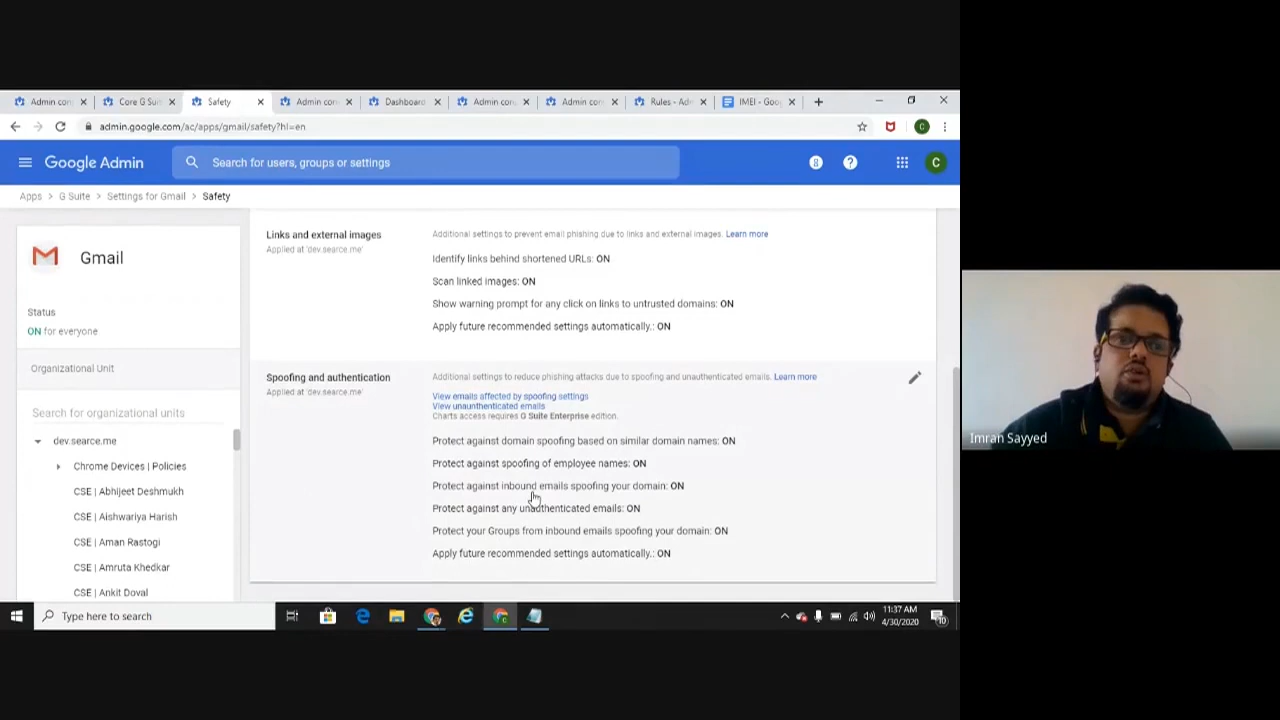 Admin con
Core G Suit
Safety
Admin con
Dashboard
Admin con
Admin con
Rules - Adm
IMEI - Goog
admin.google.com/ac/apps/gmail/safety?hl=en
C
Google Admin
Search for users, groups or settings
8
?
C
Apps > G Suite > Settings for Gmail > Safety
Gmail
Status
ON for everyone
Organizational Unit
Search for organizational units
dev.searce.me
Chrome Devices | Policies
CSE | Abhijeet Deshmukh
CSE | Aishwariya Harish
CSE | Aman Rastogi
CSE | Amruta Khedkar
CSE | Ankit Doval
Links and external images
Applied at 'dev.searce.me'
Additional settings to prevent email phishing due to links and external images. Learn more
Identify links behind shortened URLs: ON
Scan linked images: ON
Show warning prompt for any click on links to untrusted domains: ON
Apply future recommended settings automatically.: ON
Spoofing and authentication
Applied at 'dev.searce.me'
Additional settings to reduce phishing attacks due to spoofing and unauthenticated emails. Learn more
View emails affected by spoofing settings
View unauthenticated emails
Charts access requires G Suite Enterprise edition.
Protect against domain spoofing based on similar domain names: ON
Protect against spoofing of employee names: ON
Protect against inbound emails spoofing your domain: ON
Protect against any unauthenticated emails: ON
Protect your Groups from inbound emails spoofing your domain: ON
Apply future recommended settings automatically.: ON
Imran Sayyed
Type here to search
11:37 AM
4/30/2020
10